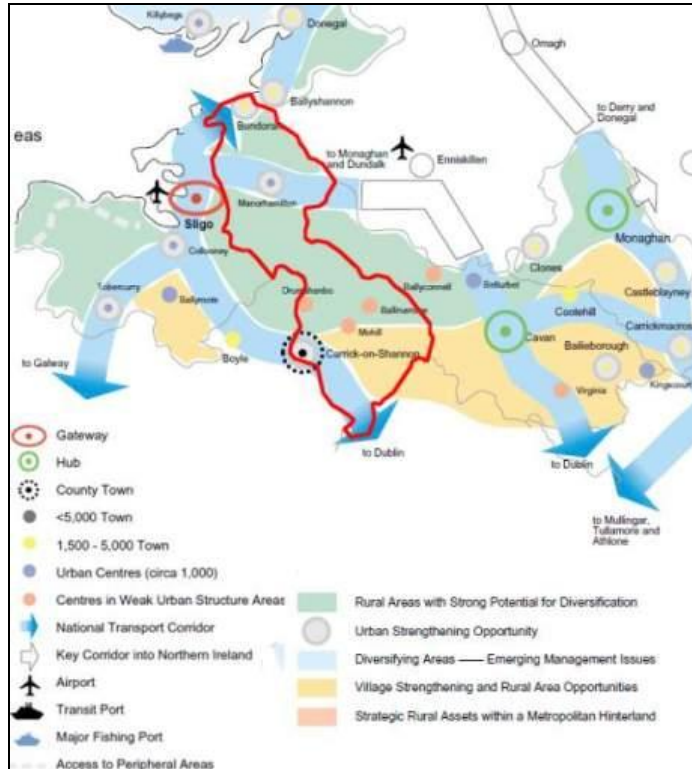 Killybegs
Donegal
Omagh
Ballyshannon
Bundoran
to Derry and
Donegal
eas
to Monaghan
and Dundalk
Enniskillen
Manorhamilton
Sligo
Monaghan
Collooney
Clones
Castleblayney
Tobercurry
Ballymote
Drumshanbo
Ballyconnell
Belturbet
Ballinamore
Cootehill
Mohill
Carrickmacross
Cavan
Boyle
Carrick-on-Shannon
Bailieborough
to Galway
Virginia
Kingscourt
to Dublin
to Dublin
to Mullingar,
Tullamore and
Athlone
Gateway
Hub
County Town
<5,000 Town
1,500 - 5,000 Town
Urban Centres (circa 1,000)
Centres in Weak Urban Structure Areas
National Transport Corridor
Key Corridor into Northern Ireland
Airport
Transit Port
Major Fishing Port
Access to Peripheral Areas
Rural Areas with Strong Potential for Diversification
Urban Strengthening Opportunity
Diversifying Areas —— Emerging Management Issues
Village Strengthening and Rural Area Opportunities
Strategic Rural Assets within a Metropolitan Hinterland